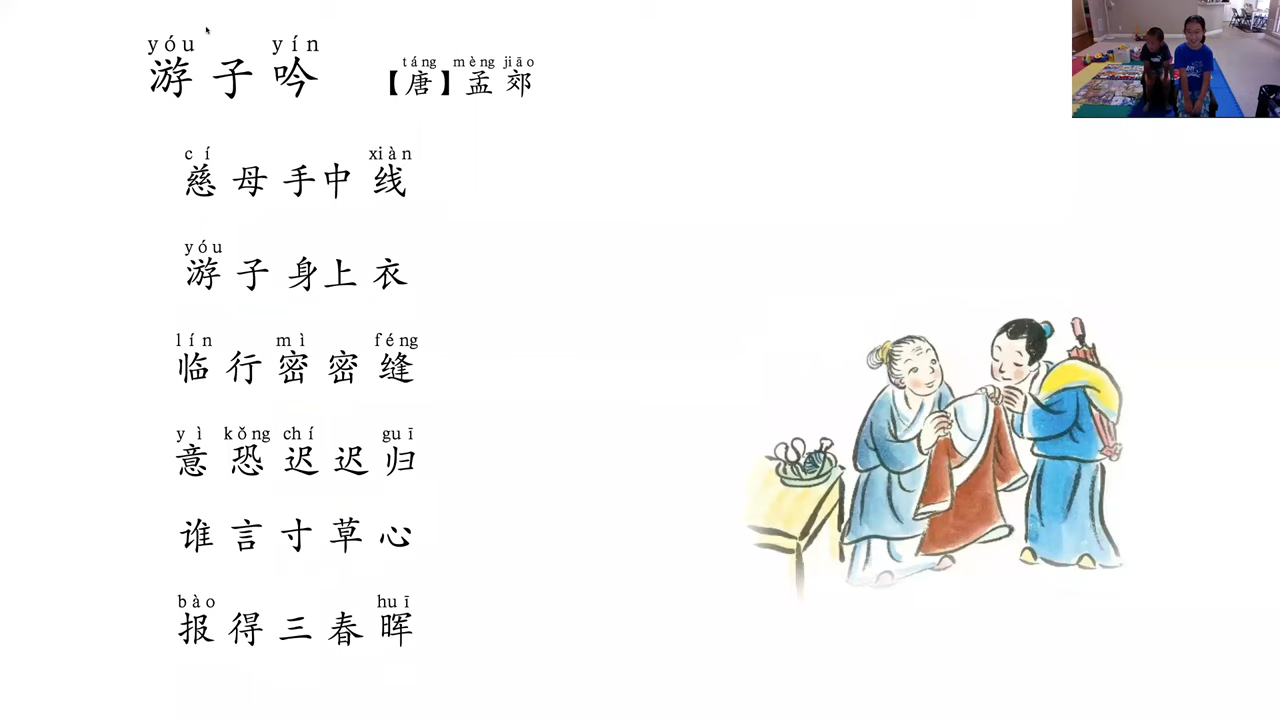 yóu yín
游子吟 táng mèng jiāo
【唐】孟郊
cí xiàn
慈母手中线
yóu
游子身上衣
lín mì féng
临行密密缝
yì kǒng chí guī
意恐迟迟归
谁言寸草心
bào huī
报得三春晖